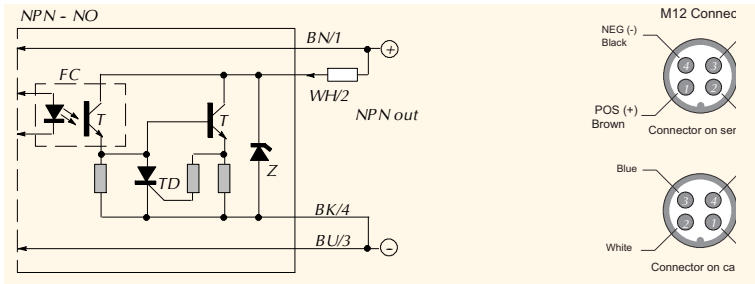 NPN - NO
BN/1
+
FC
WH/2
T
T
NPN out
TD
Z
BK/4
BU/3
-
M12 Connec
NEG (-)
Black
4 3
1 2
POS (+)
Brown
Connector on ser
Blue
3 4
2 1
White
Connector on ca